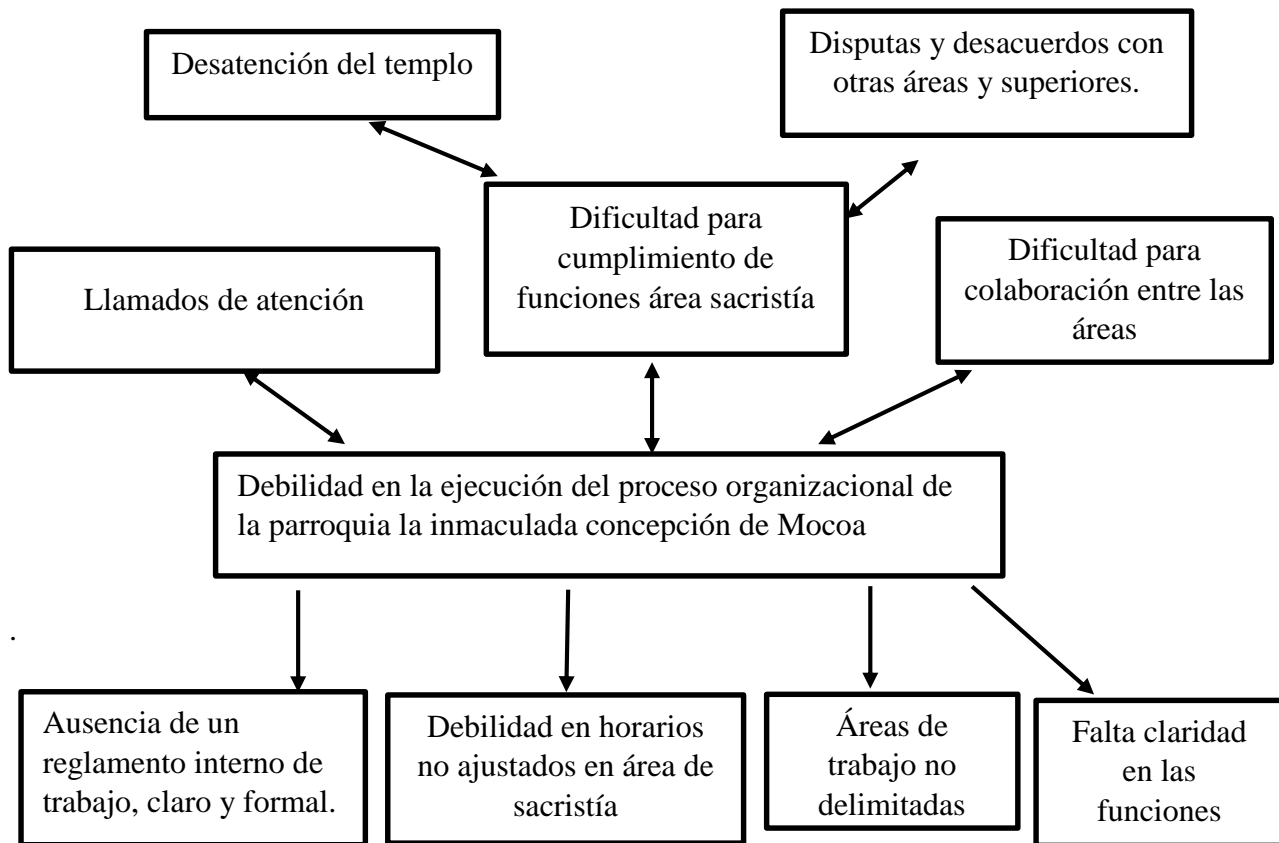 Desatención del templo
Disputas y desacuerdos con
otras áreas y superiores.
Dificultad para
cumplimiento de
funciones área sacristía
Llamados de atención
Dificultad para
colaboración entre las
áreas
Debilidad en la ejecución del proceso organizacional de
la parroquia la inmaculada concepción de Mocoa
.
Ausencia de un
reglamento interno de
trabajo, claro y formal.
Debilidad en horarios
no ajustados en área de
sacristía
Áreas de
trabajo no
delimitadas
Falta claridad
en las
funciones